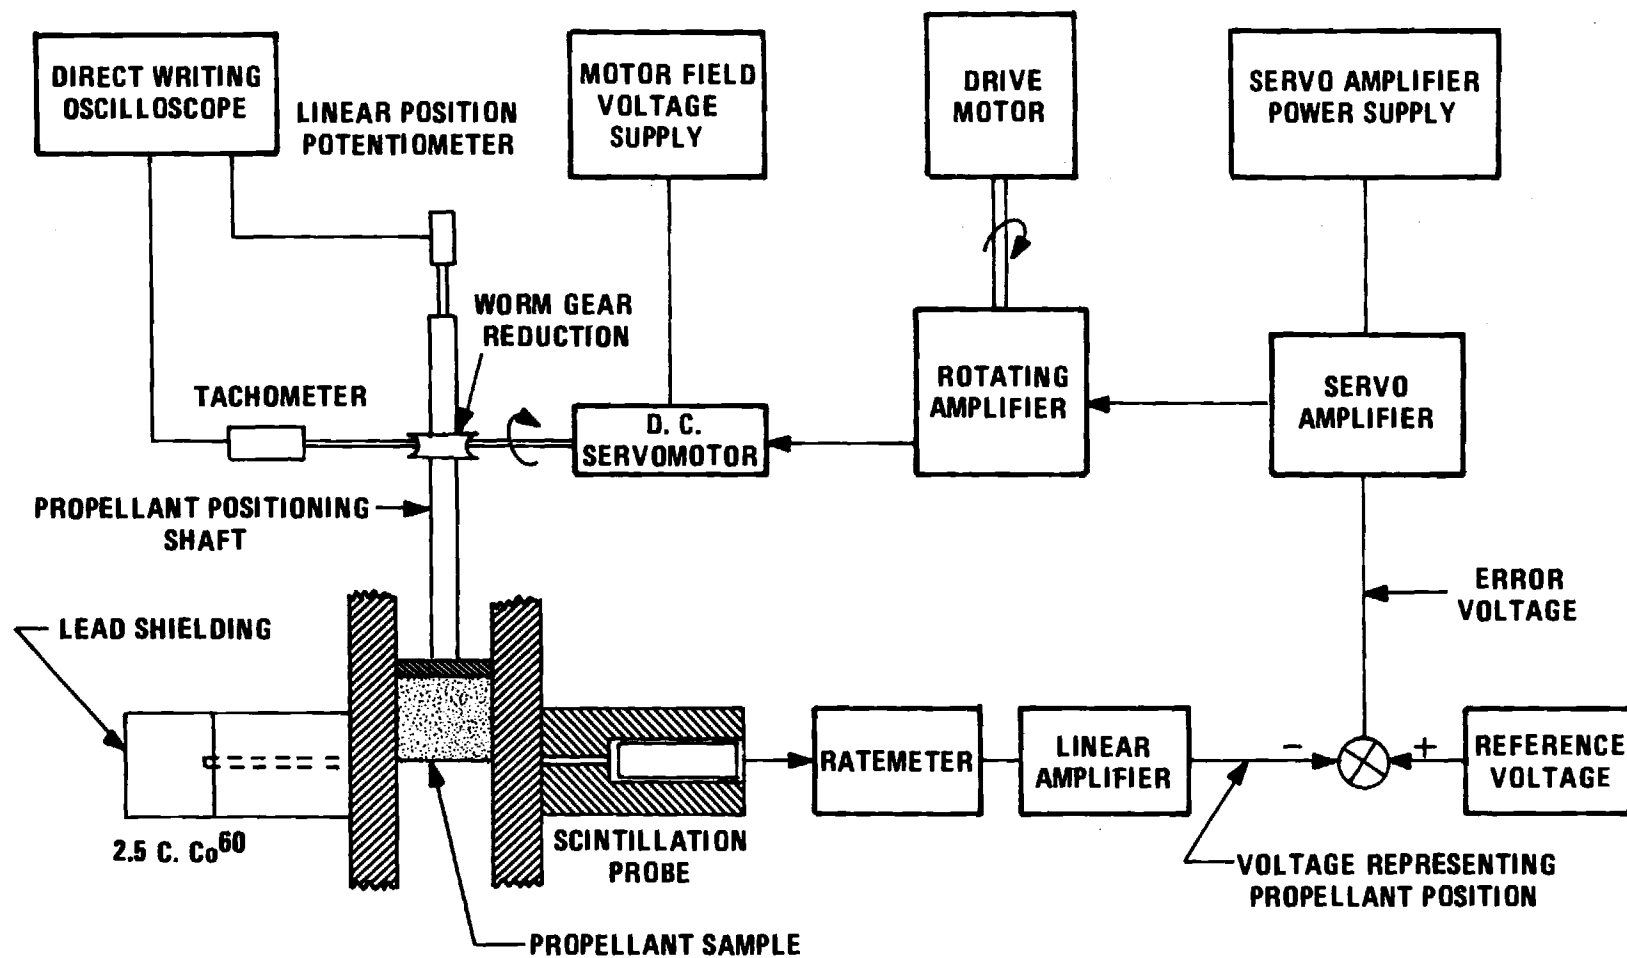 DIRECT WRITING
OSCILLOSCOPE
LINEAR POSITION
POTENTIOMETER
MOTOR FIELD
VOLTAGE
SUPPLY
DRIVE
MOTOR
SERVO AMPLIFIER
POWER SUPPLY
WORM GEAR
REDUCTION
TACHOMETER
D. C.
SERVOMOTOR
ROTATING
AMPLIFIER
SERVO
AMPLIFIER
PROPELLANT POSITIONING
SHAFT
ERROR
VOLTAGE
LEAD SHIELDING
2.5 C. Co60
SCINTILLATION
PROBE
RATEMETER
LINEAR
AMPLIFIER
-
+
REFERENCE
VOLTAGE
VOLTAGE REPRESENTING
PROPELLANT POSITION
PROPELLANT SAMPLE